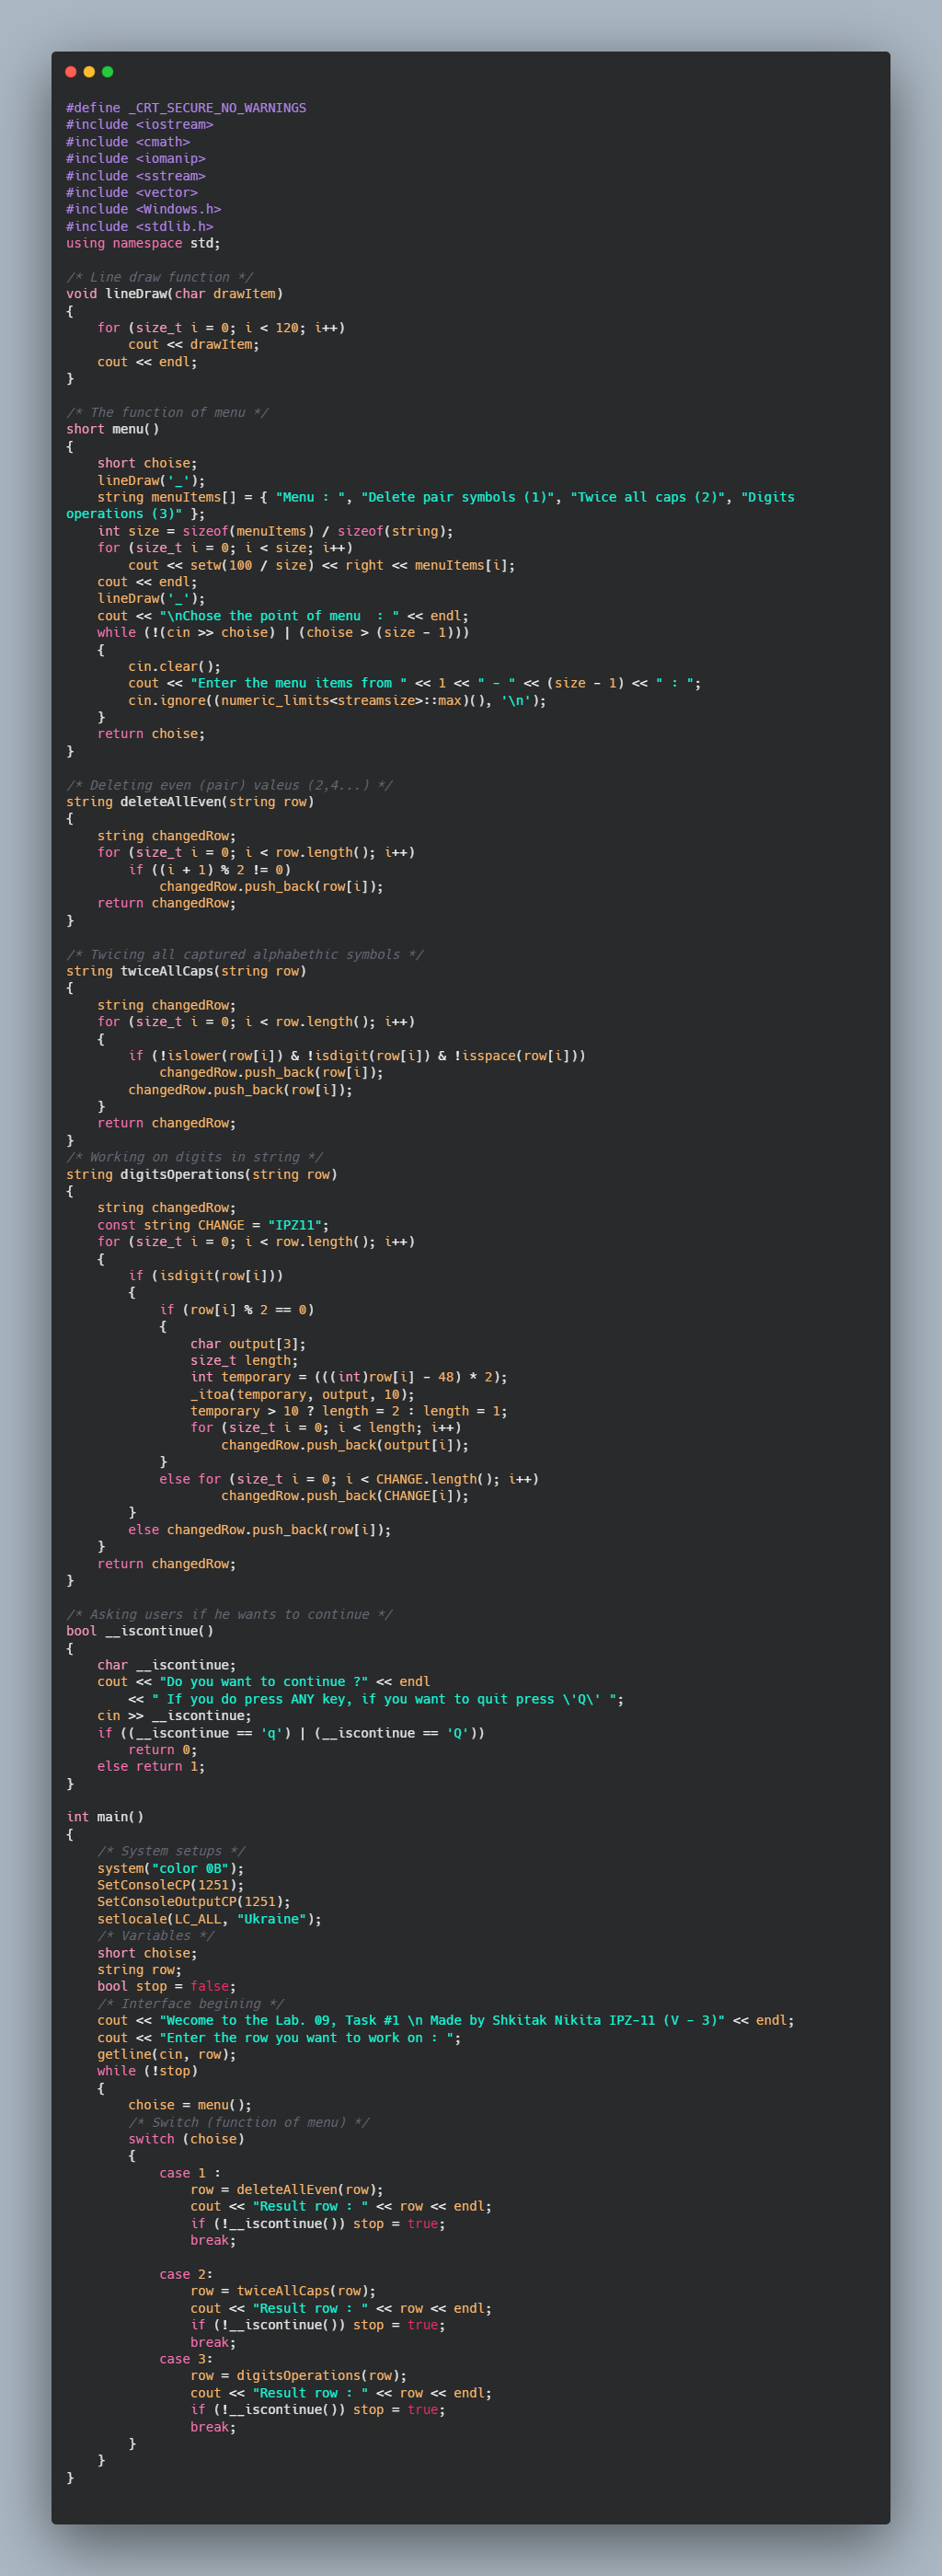 #define _CRT_SECURE_NO_WARNINGS
#include <iostream>
#include <cmath>
#include <iomanip>
#include <sstream>
#include <vector>
#include <Windows.h>
#include <stdlib.h>
using namespace std;

/* Line draw function */
void lineDraw(char drawItem)
{
    for (size_t i = 0; i < 120; i++)
        cout << drawItem;
    cout << endl;
}

/* The function of menu */
short menu()
{
    short choise;
    lineDraw('_');
    string menuItems[] = { "Menu : ", "Delete pair symbols (1)", "Twice all caps (2)", "Digits
operations (3)" };
    int size = sizeof(menuItems) / sizeof(string);
    for (size_t i = 0; i < size; i++)
        cout << setw(100 / size) << right << menuItems[i];
    cout << endl;
    lineDraw('_');
    cout << "\nChose the point of menu  : " << endl;
    while (!(cin >> choise) | (choise > (size - 1)))
    {
        cin.clear();
        cout << "Enter the menu items from " << 1 << " - " << (size - 1) << " : ";
        cin.ignore((numeric_limits<streamsize>::max)(), '\n');
    }
    return choise;
}

/* Deleting even (pair) valeus (2,4...) */
string deleteAllEven(string row)
{
    string changedRow;
    for (size_t i = 0; i < row.length(); i++)
        if ((i + 1) % 2 != 0)
            changedRow.push_back(row[i]);
    return changedRow;
}

/* Twicing all captured alphabethic symbols */
string twiceAllCaps(string row)
{
    string changedRow;
    for (size_t i = 0; i < row.length(); i++)
    {
        if (!islower(row[i]) & !isdigit(row[i]) & !isspace(row[i]))
            changedRow.push_back(row[i]);
        changedRow.push_back(row[i]);
    }
    return changedRow;
}
/* Working on digits in string */
string digitsOperations(string row)
{
    string changedRow;
    const string CHANGE = "IPZ11";
    for (size_t i = 0; i < row.length(); i++)
    {
        if (isdigit(row[i]))
        {
            if (row[i] % 2 == 0)
            {
                char output[3];
                size_t length;
                int temporary = (((int)row[i] - 48) * 2);
                _itoa(temporary, output, 10);
                temporary > 10 ? length = 2 : length = 1;
                for (size_t i = 0; i < length; i++)
                    changedRow.push_back(output[i]);
            }
            else for (size_t i = 0; i < CHANGE.length(); i++)
                    changedRow.push_back(CHANGE[i]);
        }
        else changedRow.push_back(row[i]);
    }
    return changedRow;
}

/* Asking users if he wants to continue */
bool __iscontinue()
{
    char __iscontinue;
    cout << "Do you want to continue ?" << endl
        << " If you do press ANY key, if you want to quit press \'Q\' ";
    cin >> __iscontinue;
    if ((__iscontinue == 'q') | (__iscontinue == 'Q'))
        return 0;
    else return 1;
}

int main()
{
    /* System setups */
    system("color 0B");
    SetConsoleCP(1251);
    SetConsoleOutputCP(1251);
    setlocale(LC_ALL, "Ukraine");
    /* Variables */
    short choise;
    string row;
    bool stop = false;
    /* Interface begining */
    cout << "Wecome to the Lab. 09, Task #1 \n Made by Shkitak Nikita IPZ-11 (V - 3)" << endl;
    cout << "Enter the row you want to work on : ";
    getline(cin, row);
    while (!stop)
    {
        choise = menu();
        /* Switch (function of menu) */
        switch (choise)
        {
            case 1 :
                row = deleteAllEven(row);
                cout << "Result row : " << row << endl;
                if (!__iscontinue()) stop = true;
                break;

            case 2:
                row = twiceAllCaps(row);
                cout << "Result row : " << row << endl;
                if (!__iscontinue()) stop = true;
                break;
            case 3:
                row = digitsOperations(row);
                cout << "Result row : " << row << endl;
                if (!__iscontinue()) stop = true;
                break;
        }
    }
}